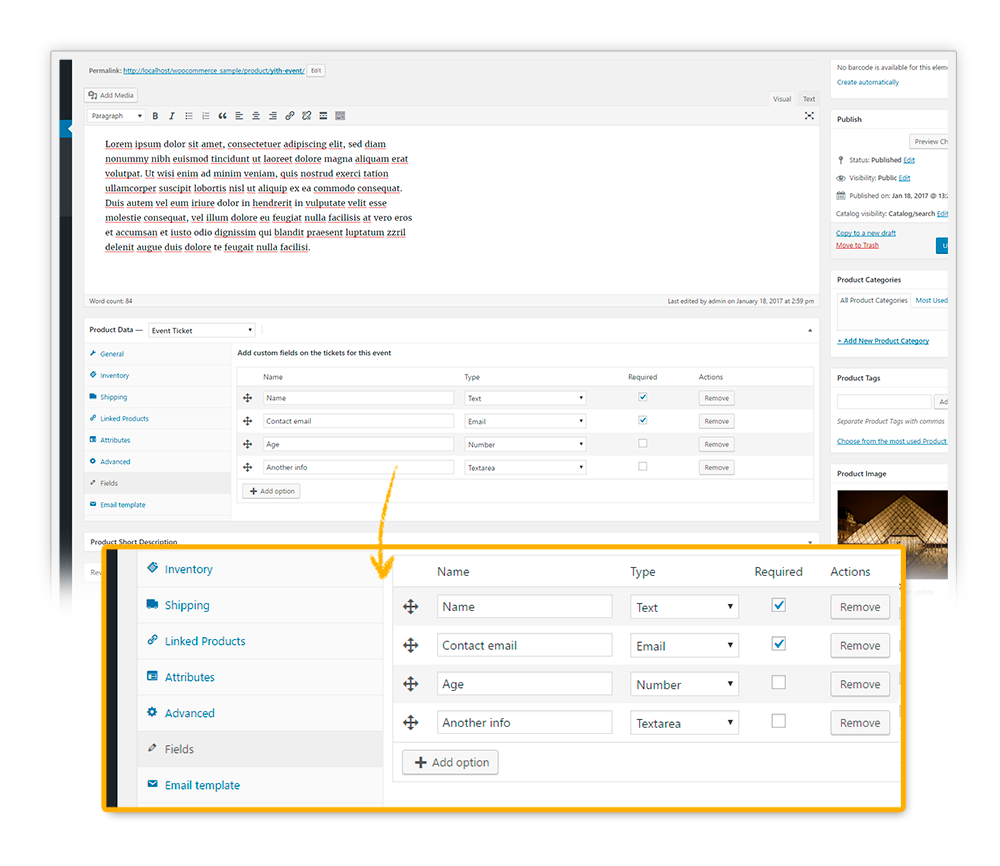 Permalink: http://localhost/woocommerce_sample/product/yith-event/ Edit
Add Media
Visual Text
Paragraph B I
Lorem ipsum dolor sit amet, consectetuer adipiscing elit, sed diam
nonummy nibh euismod tincidunt ut laoreet dolore magna aliquam erat
volutpat. Ut wisi enim ad minim veniam, quis nostrud exerci tation
ullamcorper suscipit lobortis nisl ut aliquip ex ea commodo consequat.
Duis autem vel eum iriure dolor in hendrerit in vulputate velit esse
molestie consequat, vel illum dolore eu feugiat nulla facilisis at vero eros
et accumsan et iusto odio dignissim qui blandit praesent luptatum zzril
delenit augue duis dolore te feugait nulla facilisi.
Word count: 84
Last edited by admin on January 18, 2017 at 2:59 pm
Product Data — Event Ticket
General
Inventory
Shipping
Linked Products
Attributes
Advanced
Fields
Email template
Add custom fields on the tickets for this event
Name Type Required Actions
Name Text Remove
Contact email Email Remove
Age Number Remove
Another info Textarea Remove
Add option
Product Short Description
No barcode is available for this
Create automatically
Publish
Preview
Status: Published Edit
Visibility: Public Edit
Published on: Jan 18, 2017 @
Catalog visibility: Catalog/search Edit
Copy to a new draft
Move to Trash
Product Categories
All Product Categories Most Used
+ Add New Product Category
Product Tags
Separate Product Tags with commas
Choose from the most used Product
Product Image
Inventory
Shipping
Linked Products
Attributes
Advanced
Fields
Email template
Name Type Required Actions
Name Text Remove
Contact email Email Remove
Age Number Remove
Another info Textarea Remove
Add option